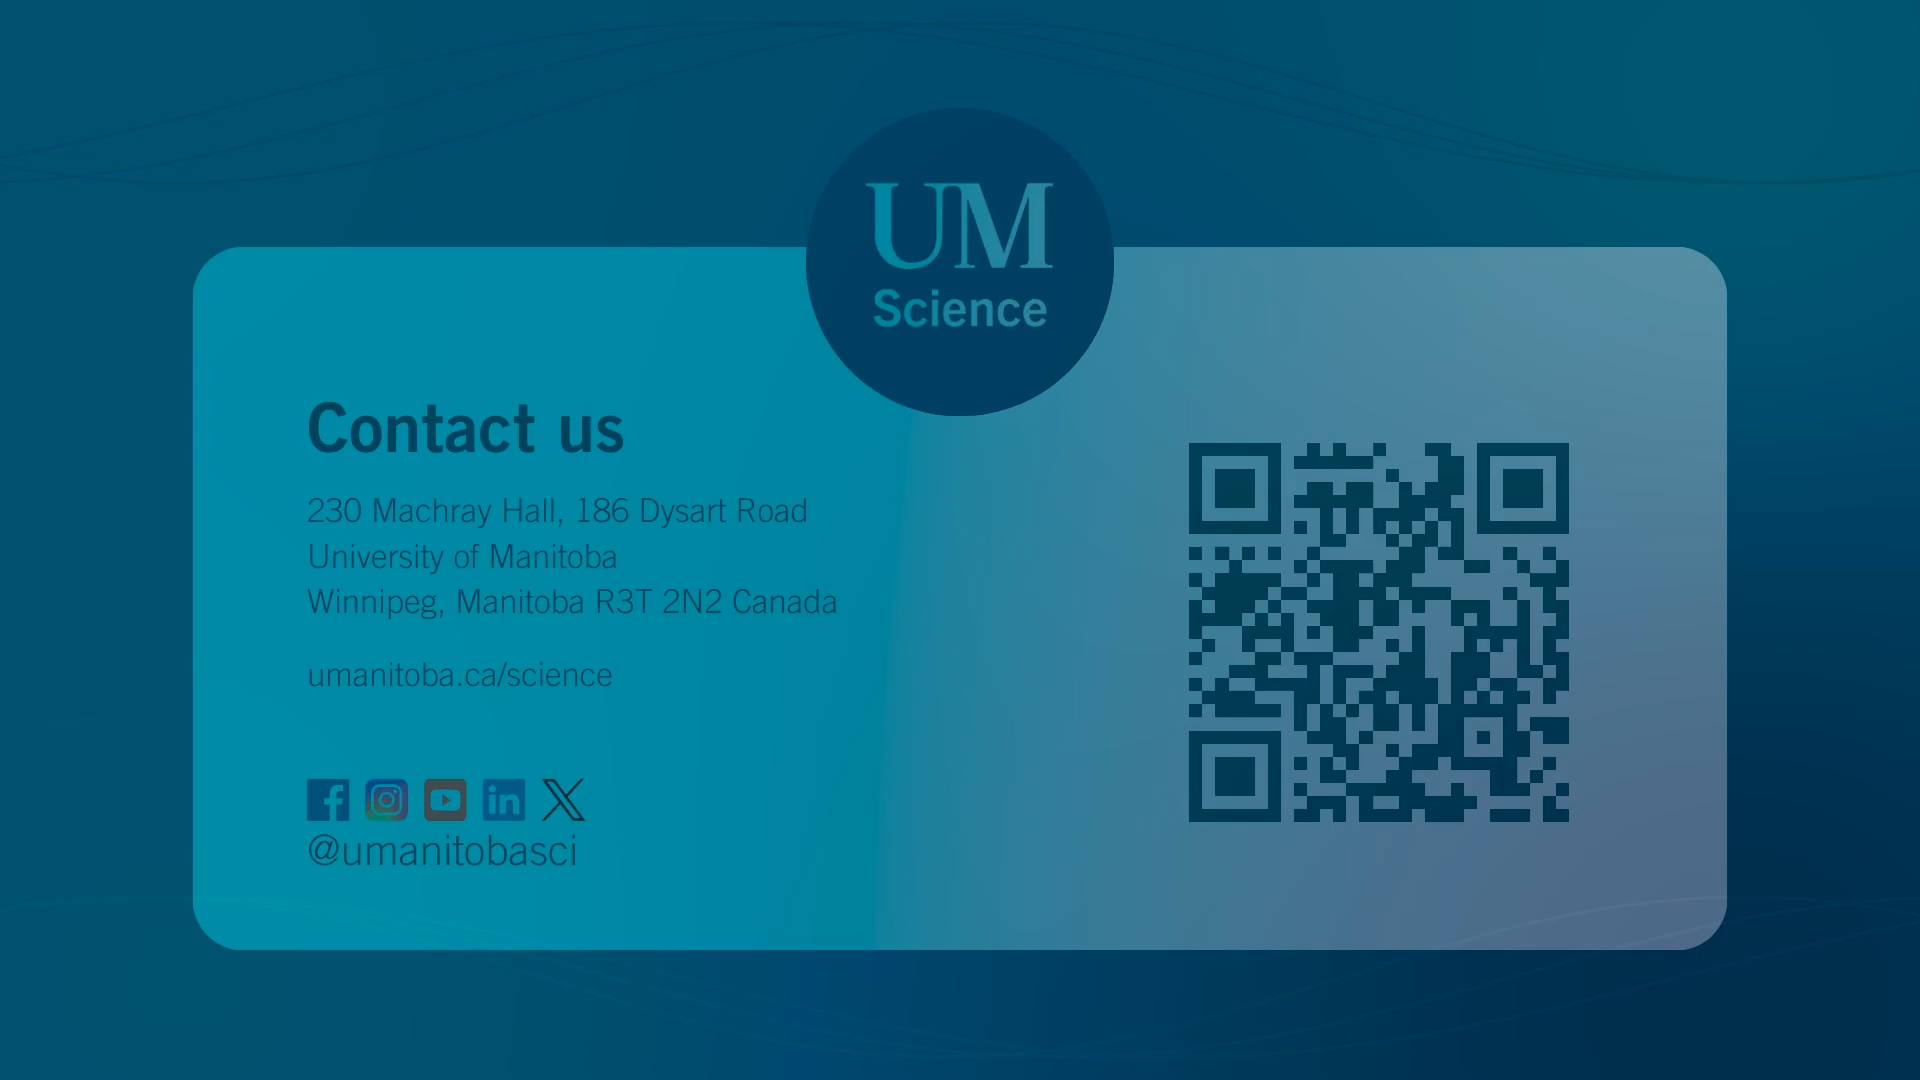 UM
Science
Contact us
230 Machray Hall, 186 Dysart Road
University of Manitoba
Winnipeg, Manitoba R3T 2N2 Canada
umanitoba.ca/science
@umanitobasci